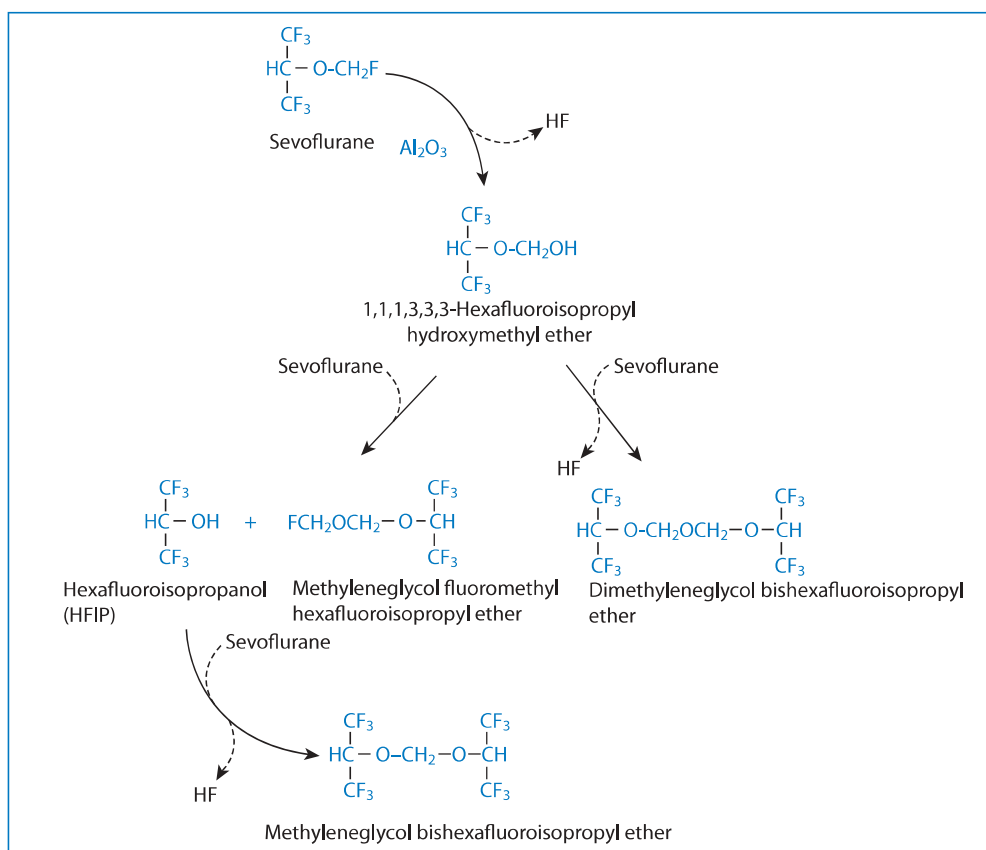 CF₃
HC — O-CH₂F
CF₃
Sevoflurane
Al₂O₃
HF
CF₃
HC — O-CH₂OH
CF₃
1,1,1,3,3,3-Hexafluoroisopropyl
hydroxymethyl ether
Sevoflurane
Sevoflurane
HF
CF₃
HC — OH
CF₃
+
CF₃
FCH₂OCH₂ — O — CH
CF₃
CF₃ CF₃
HC — O-CH₂OCH₂ — O — CH
CF₃ CF₃
Hexafluoroisopropanol
(HFIP)
Methyleneglycol fluoromethyl
hexafluoroisopropyl ether
Dimethyleneglycol bishexafluoroisopropyl
ether
Sevoflurane
HF
CF₃ CF₃
HC — O–CH₂–O — CH
CF₃ CF₃
Methyleneglycol bishexafluoroisopropyl ether